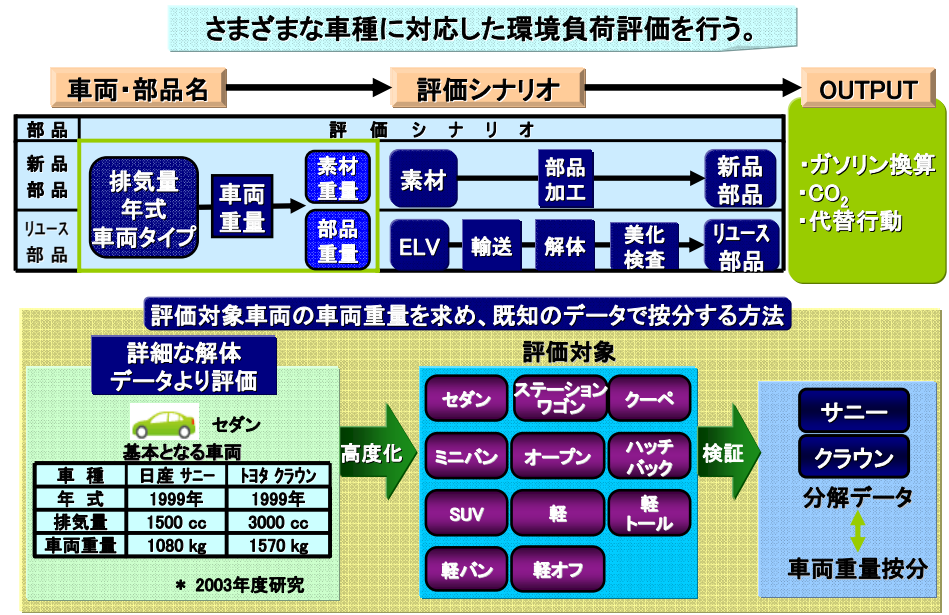 さまざまな車種に対応した環境負荷評価を行う。
車両・部品名
評価シナリオ
OUTPUT
部品
評価シナリオ
新品
部品
排気量
年式
車両タイプ
車両
重量
素材
重量
素材
部品
加工
新品
部品
リユース
部品
部品
重量
ELV
輸送
解体
美化
検査
リユース
部品
・ガソリン換算
・CO2
・代替行動
評価対象車両の車両重量を求め、既知のデータで按分する方法
詳細な解体
データより評価
セダン
基本となる車両
車種 日産 サニー トヨタ クラウン
年式 1999年 1999年
排気量 1500 cc 3000 cc
車両重量 1080 kg 1570 kg
* 2003年度研究
高度化
評価対象
セダン
ステーション
ワゴン
クーペ
ミニバン
オープン
ハッチ
バック
SUV
軽
軽
トール
軽バン
軽オフ
検証
サニー
クラウン
分解データ
車両重量按分